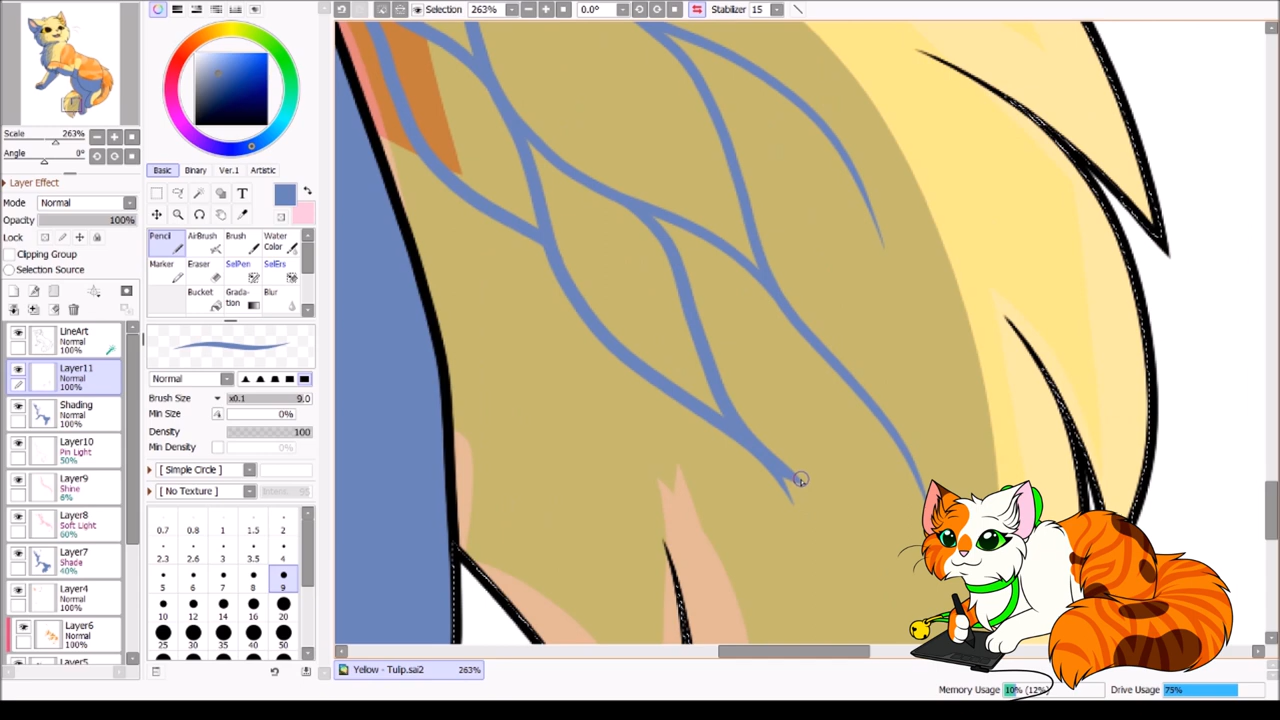 Selection 263% 0.0° Stabilizer 15
Scale 263%
Angle 0°
Layer Effect
Mode Normal
Opacity 100%
Lock
Clipping Group
Selection Source
LineArt
Normal
100%
Layer11
Normal
100%
Shading
Normal
100%
Layer10
Pin Light
50%
Layer9
Shine
6%
Layer8
Soft Light
60%
Layer7
Shade
40%
Layer4
Normal
100%
Layer6
Normal
100%
Layer5
Basic Binary Ver.1 Artistic
T
Pencil AirBrush Brush Water Color
Marker Eraser SelPen SelErs
Bucket Grada-tion Blur
Normal
Brush Size x0.1 9.0
Min Size 0%
Density 100
Min Density 0%
[ Simple Circle ]
[ No Texture ] Intens 95
0.7 0.8 1 1.5 2
2.3 2.6 3 3.5 4
5 6 7 8 9
10 12 14 16 20
25 30 35 40 50
Yellow - Tulip.sai2 263%
Memory Usage 10% (12%) Drive Usage 75%